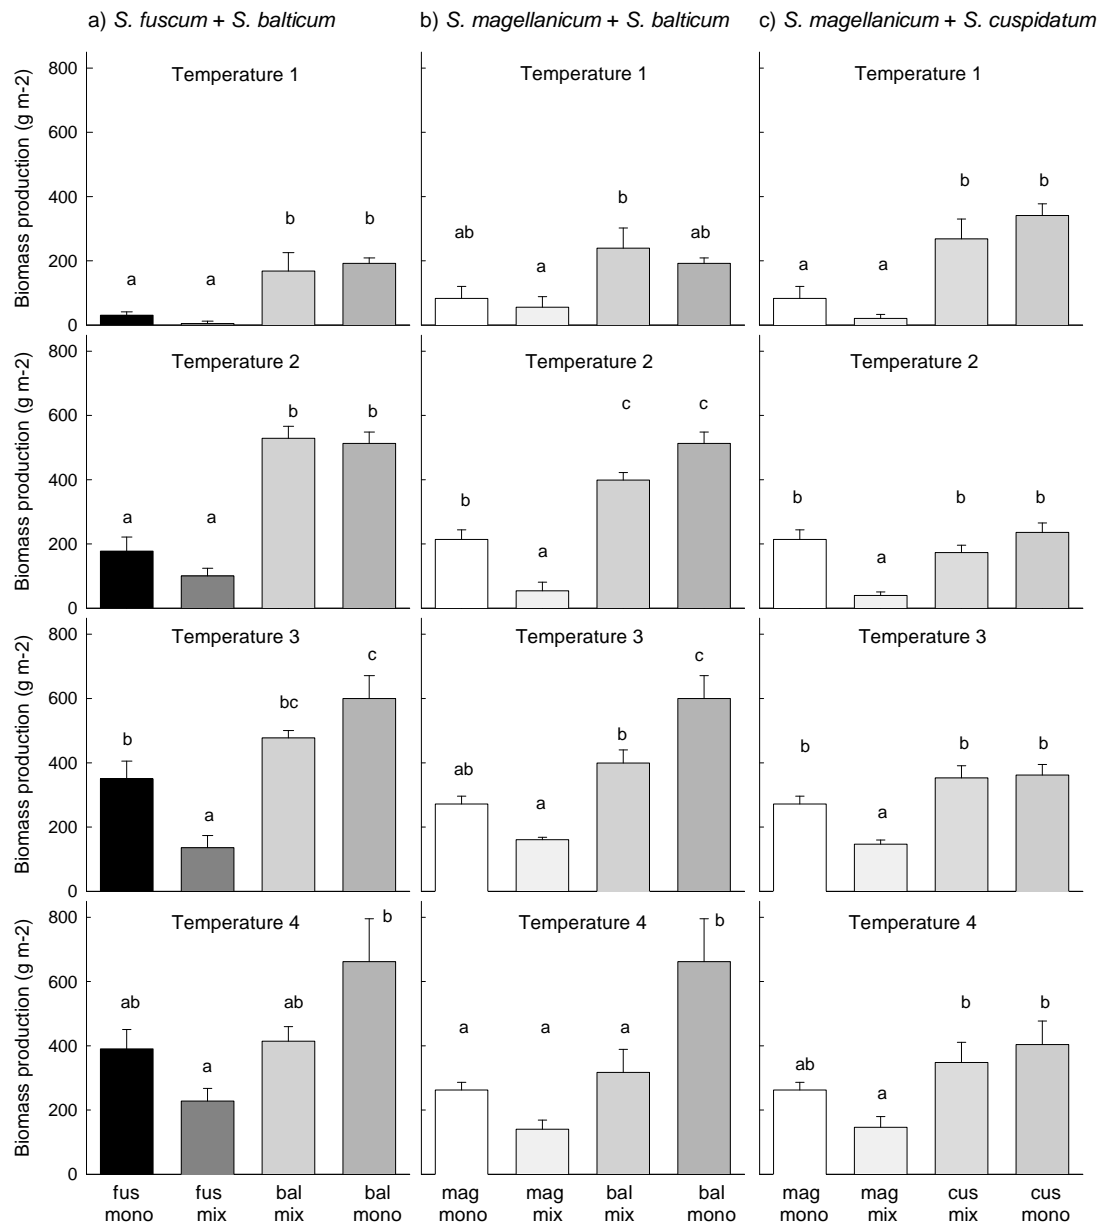 a) S. fuscum + S. balticum
b) S. magellanicum + S. balticum
c) S. magellanicum + S. cuspidatum
Biomass production (g m-2)
800
600
400
200
0
Temperature 1
a
a
b
b
Temperature 1
ab
a
b
ab
Temperature 1
a
a
b
b
Biomass production (g m-2)
800
600
400
200
0
Temperature 2
a
a
b
b
Temperature 2
b
a
c
c
Temperature 2
b
a
b
b
Biomass production (g m-2)
800
600
400
200
0
Temperature 3
b
a
bc
c
Temperature 3
ab
a
b
c
Temperature 3
b
a
b
b
Biomass production (g m-2)
800
600
400
200
0
Temperature 4
ab
a
ab
b
Temperature 4
a
a
a
b
Temperature 4
ab
a
b
b
fus
mono
fus
mix
bal
mix
bal
mono
mag
mono
mag
mix
bal
mix
bal
mono
mag
mono
mag
mix
cus
mix
cus
mono